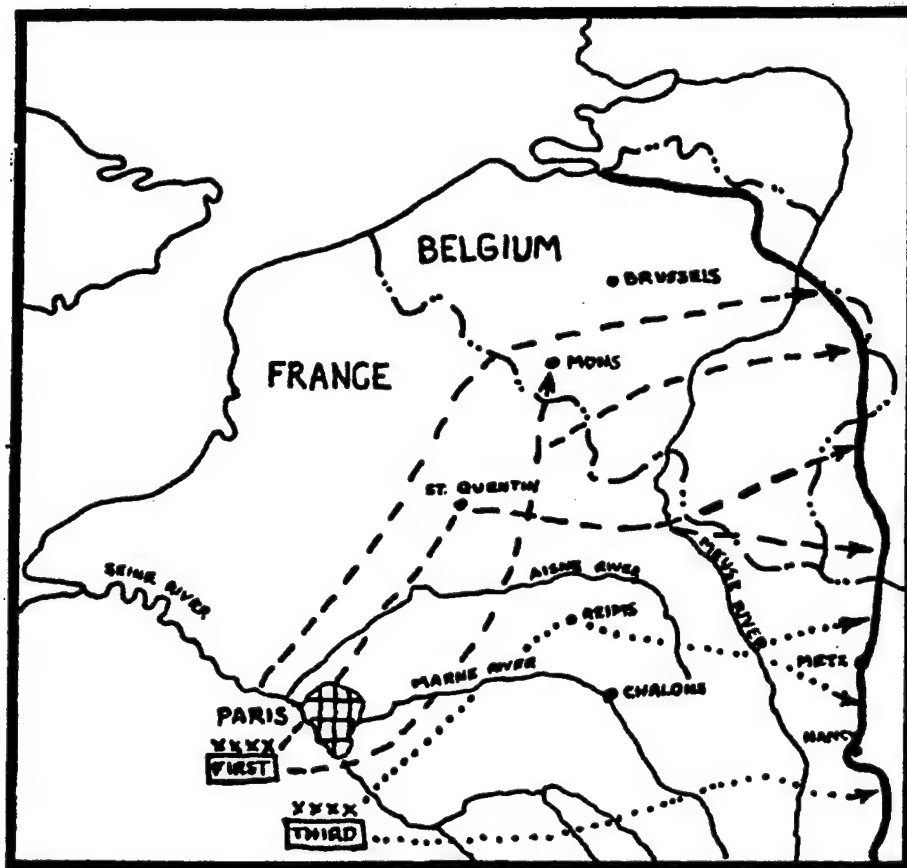 BELGIUM
BRUSSELS
FRANCE
MONS
ST. QUENTIN
SEINE RIVER
AISNE RIVER
MEUSE RIVER
REIMS
MARNE RIVER
METZ
CHALONS
PARIS
NANCY
XXXX
FIRST
XXXX
THIRD